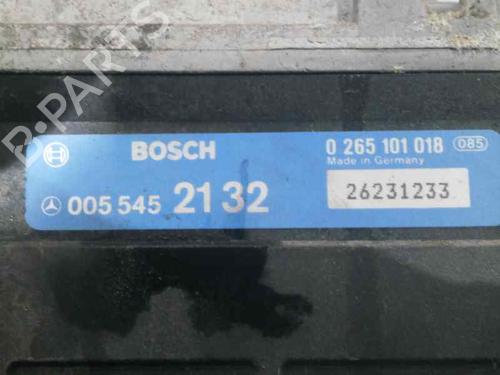 B-PARTS
BOSCH 0 265 101 018 085
Made in Germany
005 545 21 32 26231233